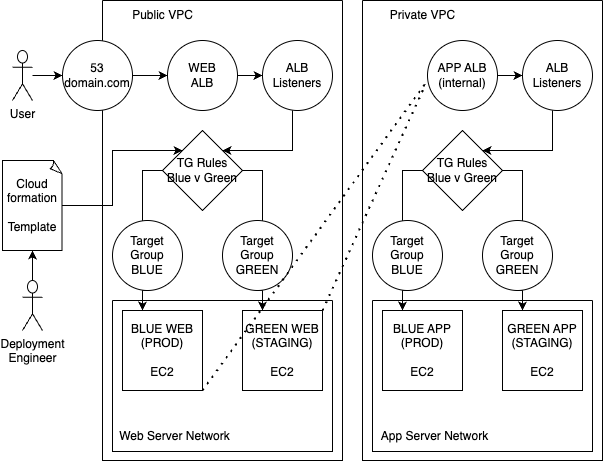 Public VPC
Private VPC
53
domain.com
WEB
ALB
ALB
Listeners
APP ALB
(internal)
ALB
Listeners
User
TG Rules
Blue v Green
TG Rules
Blue v Green
Cloud
formation
Template
Target
Group
BLUE
Target
Group
GREEN
Target
Group
BLUE
Target
Group
GREEN
Deployment
Engineer
BLUE WEB
(PROD)
EC2
GREEN WEB
(STAGING)
EC2
BLUE APP
(PROD)
EC2
GREEN APP
(STAGING)
EC2
Web Server Network
App Server Network